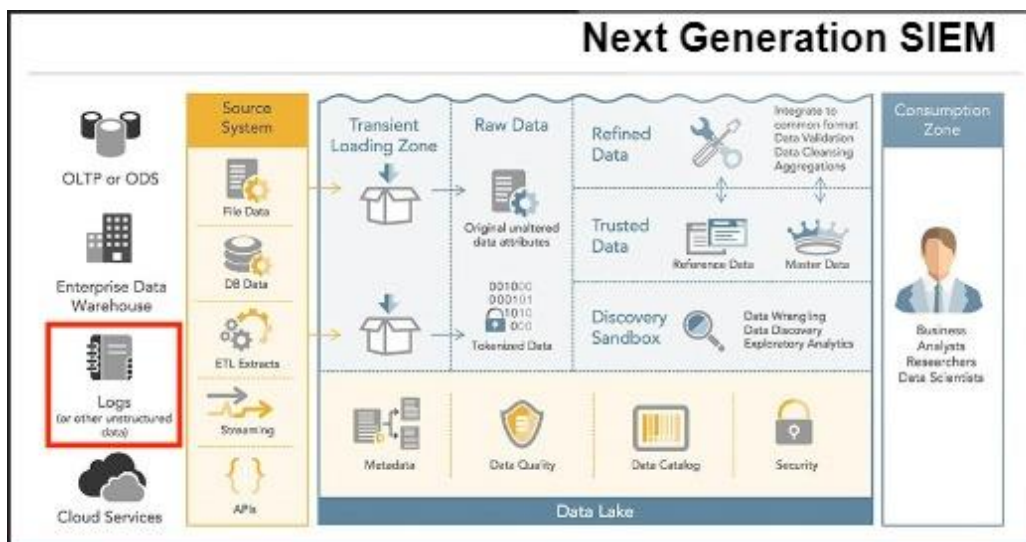 Next Generation SIEM
OLTP or ODS
Enterprise Data
Warehouse
Logs
(or other unstructured
data)
Cloud Services
Source
System
File Data
DB Data
ETL Extracts
Streaming
APIs
Transient
Loading Zone
Raw Data
Original unaltered
data attributes
001000
000101
1010
000
Tokenized Data
Refined
Data
Integrate to
common format
Data Validation
Data Cleansing
Aggregations
Trusted
Data
Reference Data
Master Data
Discovery
Sandbox
Data Wrangling
Data Discovery
Exploratory Analytics
Metadata
Data Quality
Data Catalog
Security
Data Lake
Consumption
Zone
Business
Analysts
Researchers
Data Scientists